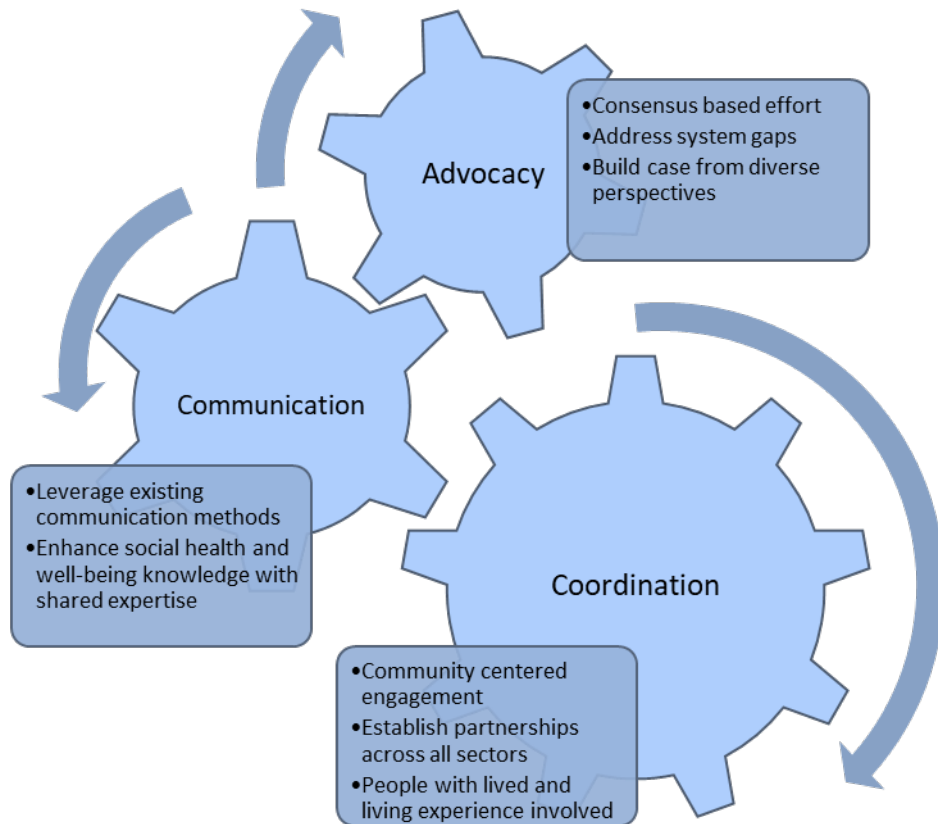 Advocacy
•Consensus based effort
•Address system gaps
•Build case from diverse
perspectives
Communication
•Leverage existing
communication methods
•Enhance social health and
well-being knowledge with
shared expertise
Coordination
•Community centered
engagement
•Establish partnerships
across all sectors
•People with lived and
living experience involved